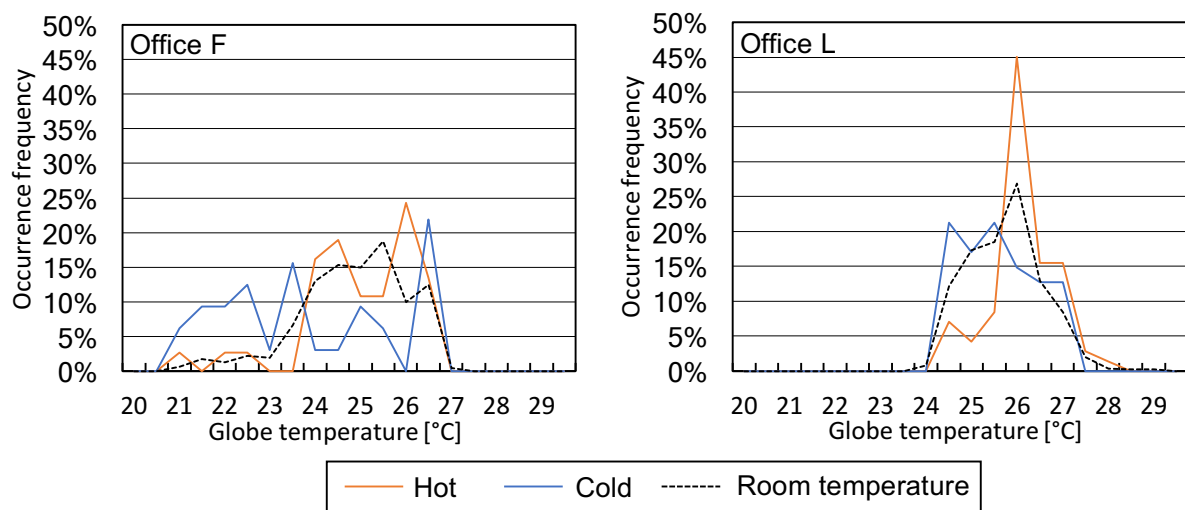 Office F
50%
45%
40%
35%
30%
25%
20%
15%
10%
5%
0%
Occurrence frequency
20 21 22 23 24 25 26 27 28 29
Globe temperature [°C]
Office L
50%
45%
40%
35%
30%
25%
20%
15%
10%
5%
0%
Occurrence frequency
20 21 22 23 24 25 26 27 28 29
Globe temperature [°C]
Hot Cold Room temperature